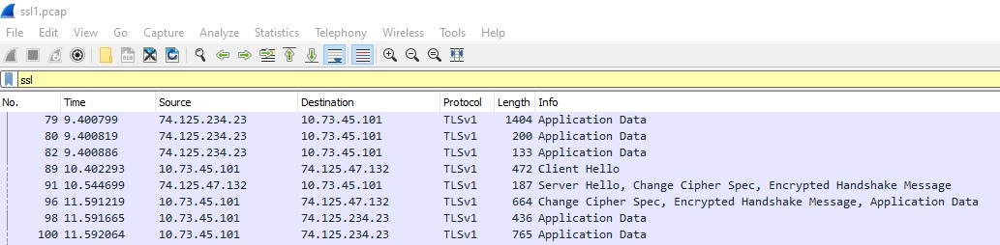 ssl1.pcap
File Edit View Go Capture Analyze Statistics Telephony Wireless Tools Help
ssl
No. Time Source Destination Protocol Length Info
79 9.400799 74.125.234.23 10.73.45.101 TLSv1 1404 Application Data
80 9.400819 74.125.234.23 10.73.45.101 TLSv1 200 Application Data
82 9.400886 74.125.234.23 10.73.45.101 TLSv1 133 Application Data
89 10.402293 10.73.45.101 74.125.47.132 TLSv1 472 Client Hello
91 10.544699 74.125.47.132 10.73.45.101 TLSv1 187 Server Hello, Change Cipher Spec, Encrypted Handshake Message
96 11.591219 10.73.45.101 74.125.47.132 TLSv1 664 Change Cipher Spec, Encrypted Handshake Message, Application Data
98 11.591665 10.73.45.101 74.125.234.23 TLSv1 436 Application Data
100 11.592064 10.73.45.101 74.125.234.23 TLSv1 765 Application Data